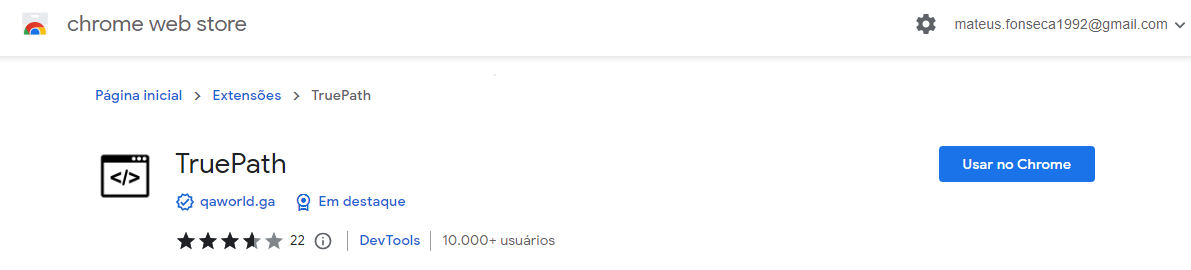 chrome web store
mateus.fonseca1992@gmail.com
Página inicial > Extensões > TruePath
</>
TruePath
Usar no Chrome
qaworld.ga Em destaque
22 DevTools 10.000+ usuários